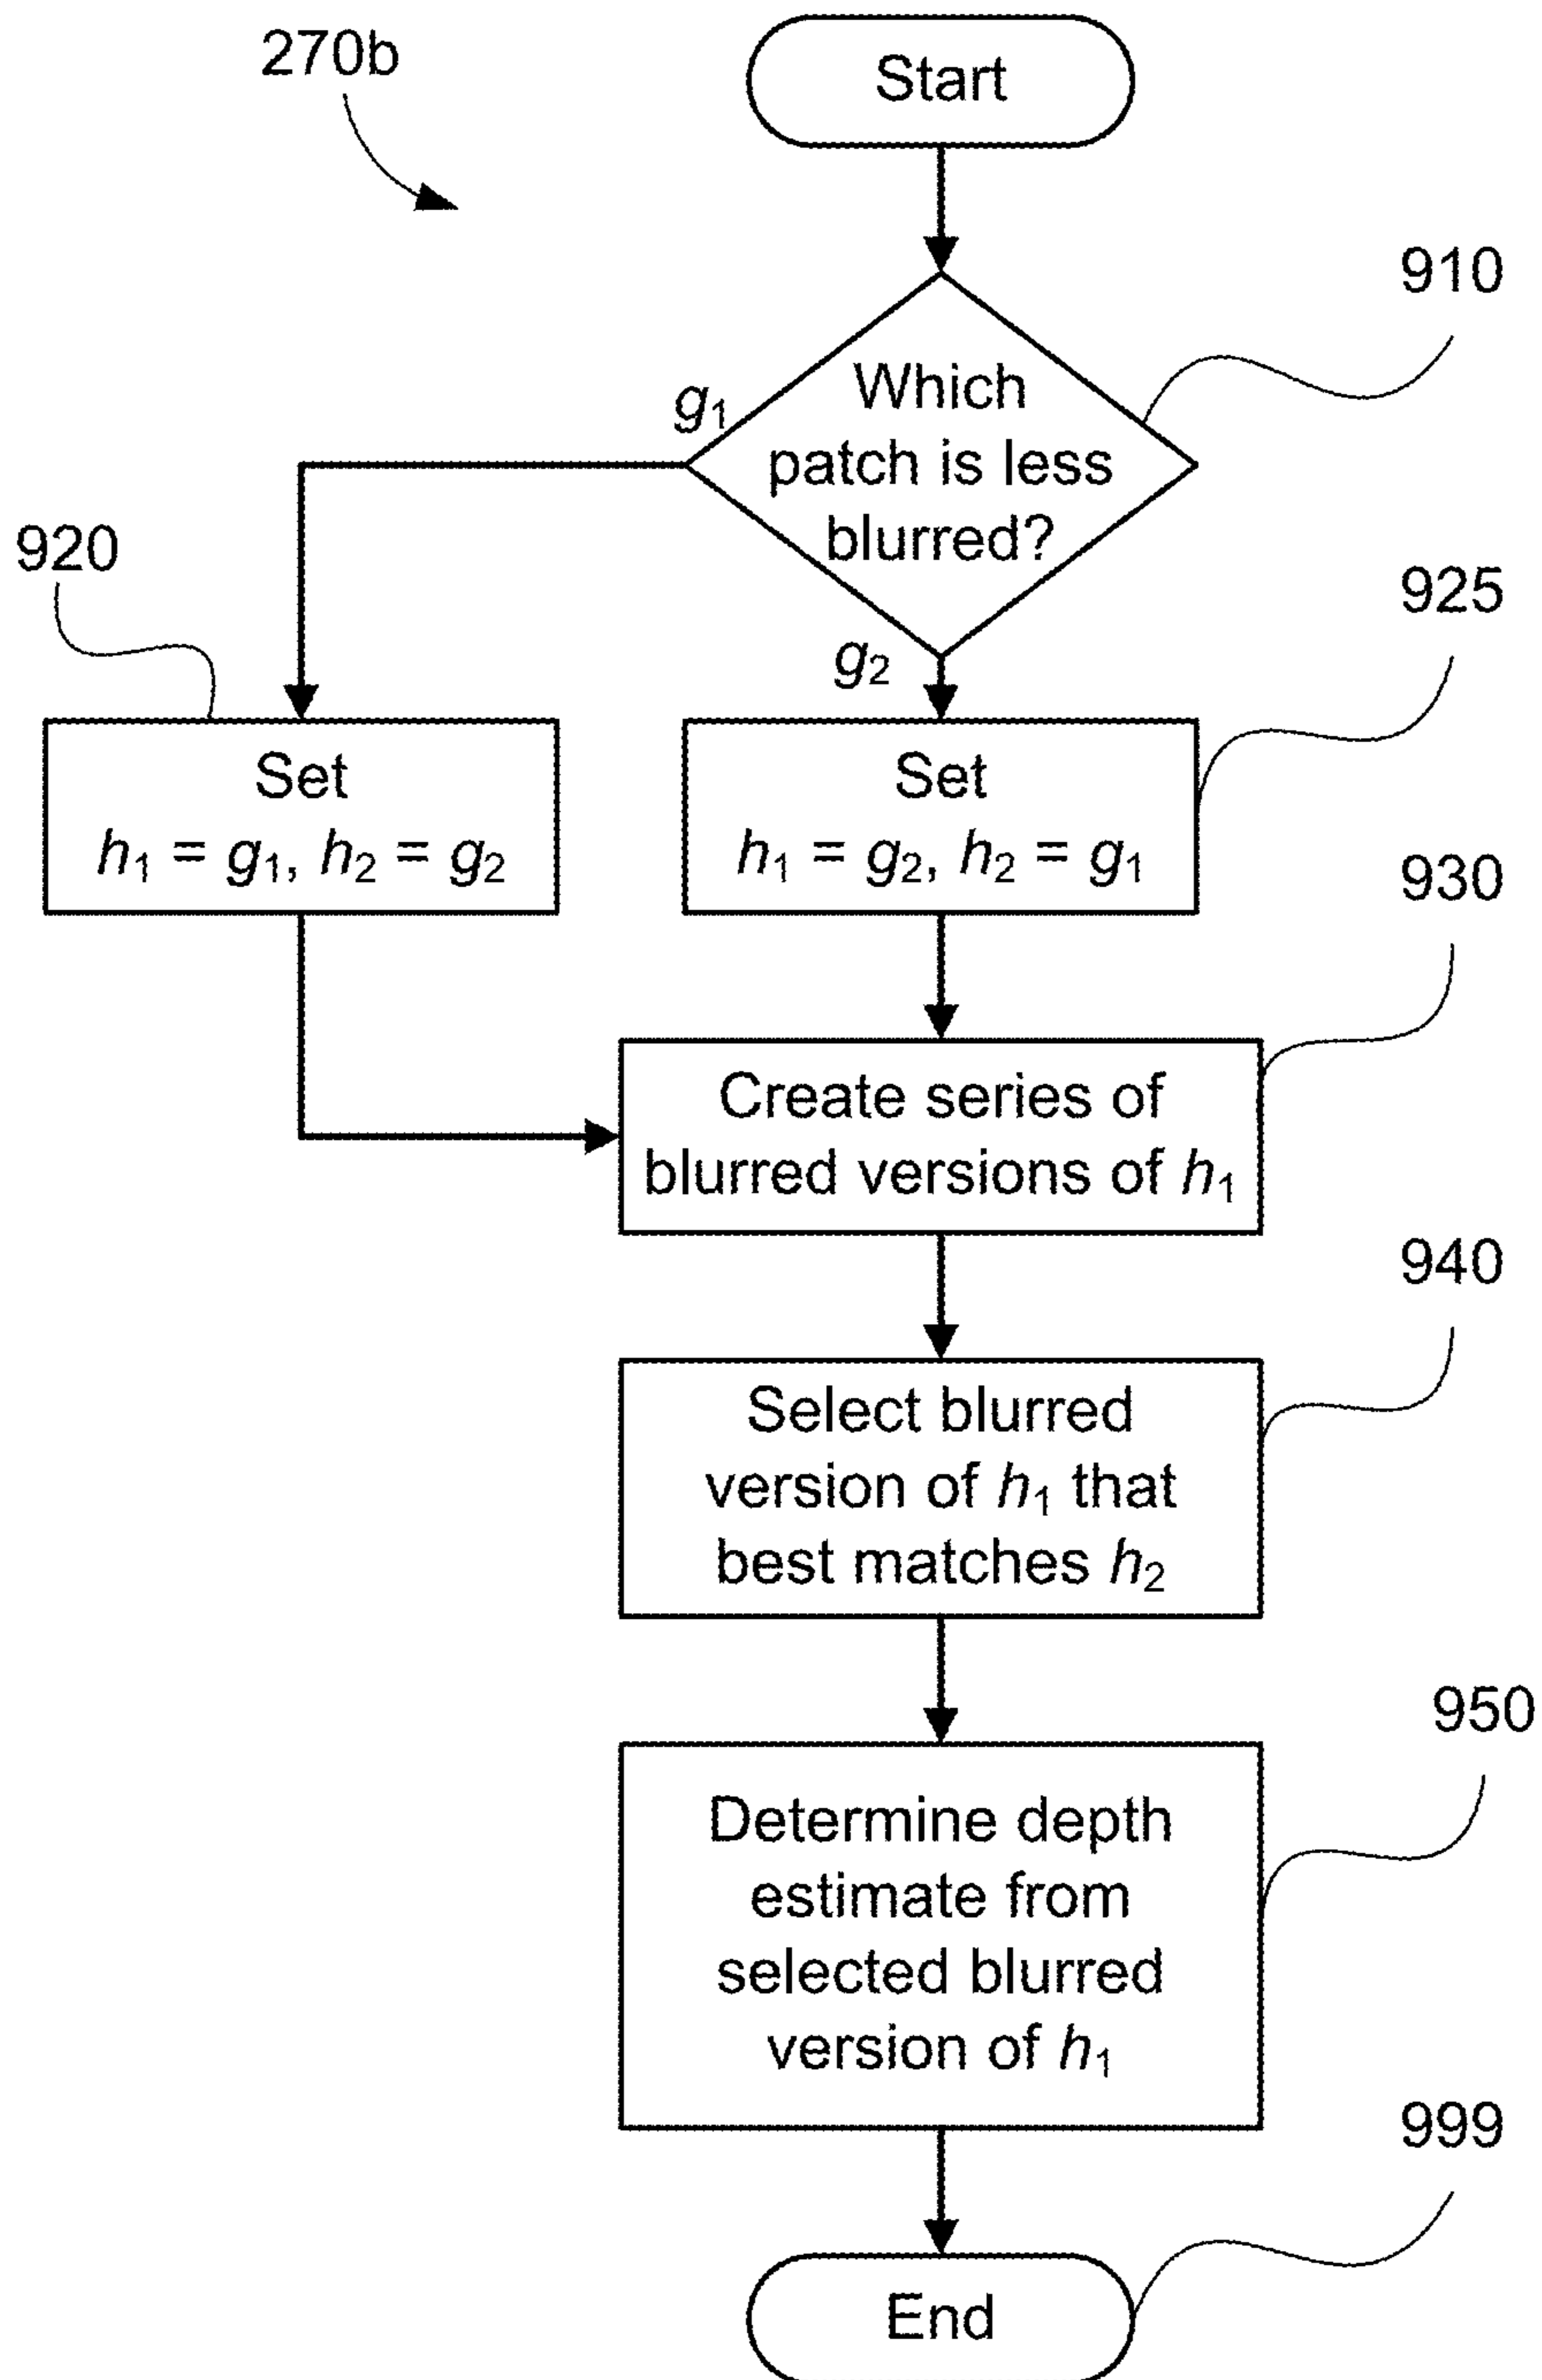 270b
Start
910
Which
patch is less
blurred?
g₁
920
925
g₂
Set
h₁ = g₁, h₂ = g₂
Set
h₁ = g₂, h₂ = g₁
930
Create series of
blurred versions of h₁
940
Select blurred
version of h₁ that
best matches h₂
950
Determine depth
estimate from
selected blurred
version of h₁
999
End